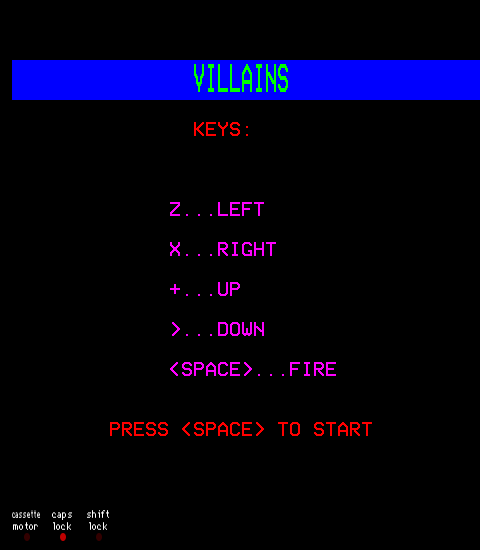 VILLAINS
KEYS:
Z...LEFT
X...RIGHT
+...UP
>...DOWN
<SPACE>...FIRE
PRESS <SPACE> TO START
cassette caps shift
motor lock lock